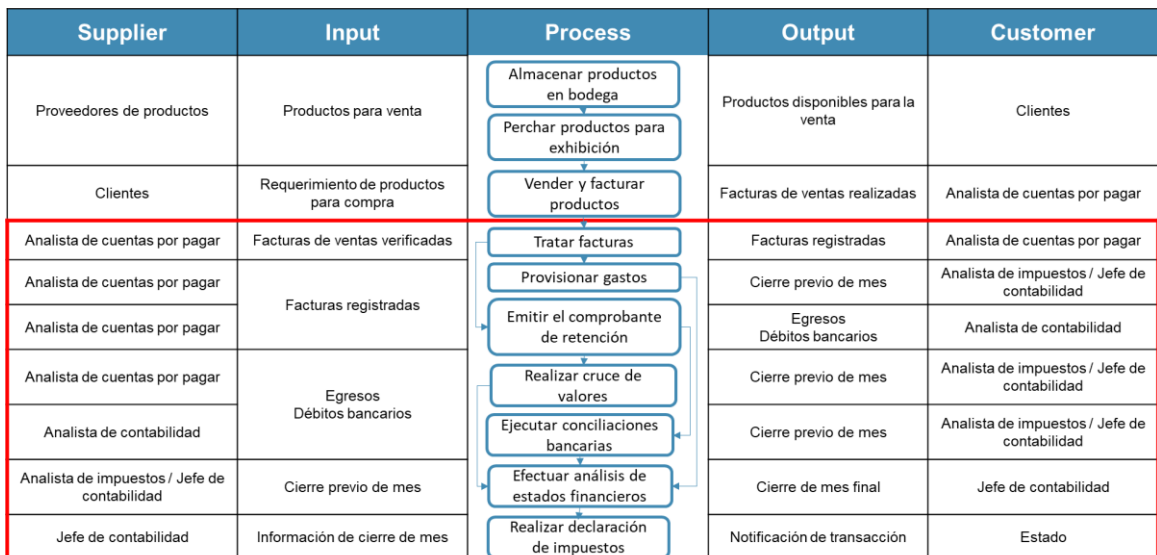 Supplier
Input
Process
Output
Customer
Proveedores de productos
Productos para venta
Almacenar productos
en bodega
Perchar productos para
exhibición
Productos disponibles para la
venta
Clientes
Clientes
Requerimiento de productos
para compra
Vender y facturar
productos
Facturas de ventas realizadas
Analista de cuentas por pagar
Analista de cuentas por pagar
Facturas de ventas verificadas
Tratar facturas
Facturas registradas
Analista de cuentas por pagar
Analista de cuentas por pagar
Facturas registradas
Provisionar gastos
Cierre previo de mes
Analista de impuestos / Jefe de
contabilidad
Analista de cuentas por pagar
Emitir el comprobante
de retención
Egresos
Débitos bancarios
Analista de contabilidad
Analista de cuentas por pagar
Egresos
Débitos bancarios
Realizar cruce de
valores
Cierre previo de mes
Analista de impuestos / Jefe de
contabilidad
Analista de contabilidad
Ejecutar conciliaciones
bancarias
Cierre previo de mes
Analista de impuestos / Jefe de
contabilidad
Analista de impuestos / Jefe de
contabilidad
Cierre previo de mes
Efectuar análisis de
estados financieros
Cierre de mes final
Jefe de contabilidad
Jefe de contabilidad
Información de cierre de mes
Realizar declaración
de impuestos
Notificación de transacción
Estado